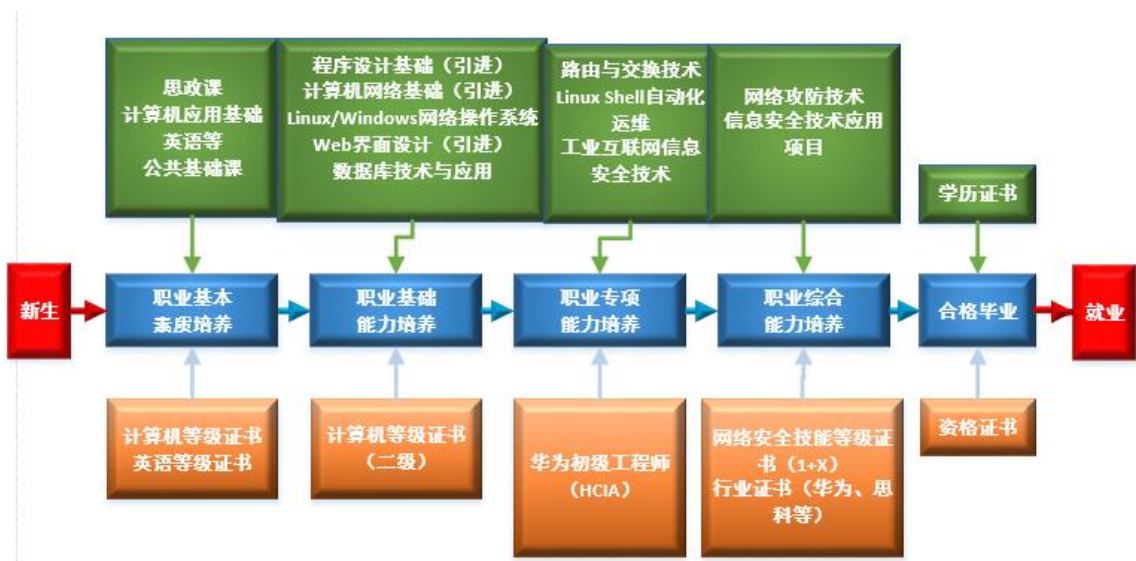 思政课
计算机应用基础
英语等
公共基础课
程序设计基础（引进）
计算机网络基础（引进）
Linux/Windows网络操作系统
Web界面设计（引进）
数据库技术与应用
路由与交换技术
Linux Shell自动化
运维
工业互联网信息
安全技术
网络攻防技术
信息安全技术应用
项目
学历证书
新生
职业基本
素质培养
职业基础
能力培养
职业专项
能力培养
职业综合
能力培养
合格毕业
就业
计算机等级证书
英语等级证书
计算机等级证书
（二级）
华为初级工程师
（HCIA）
网络安全技能等级证
书（1+X）
行业证书（华为、思
科等）
资格证书